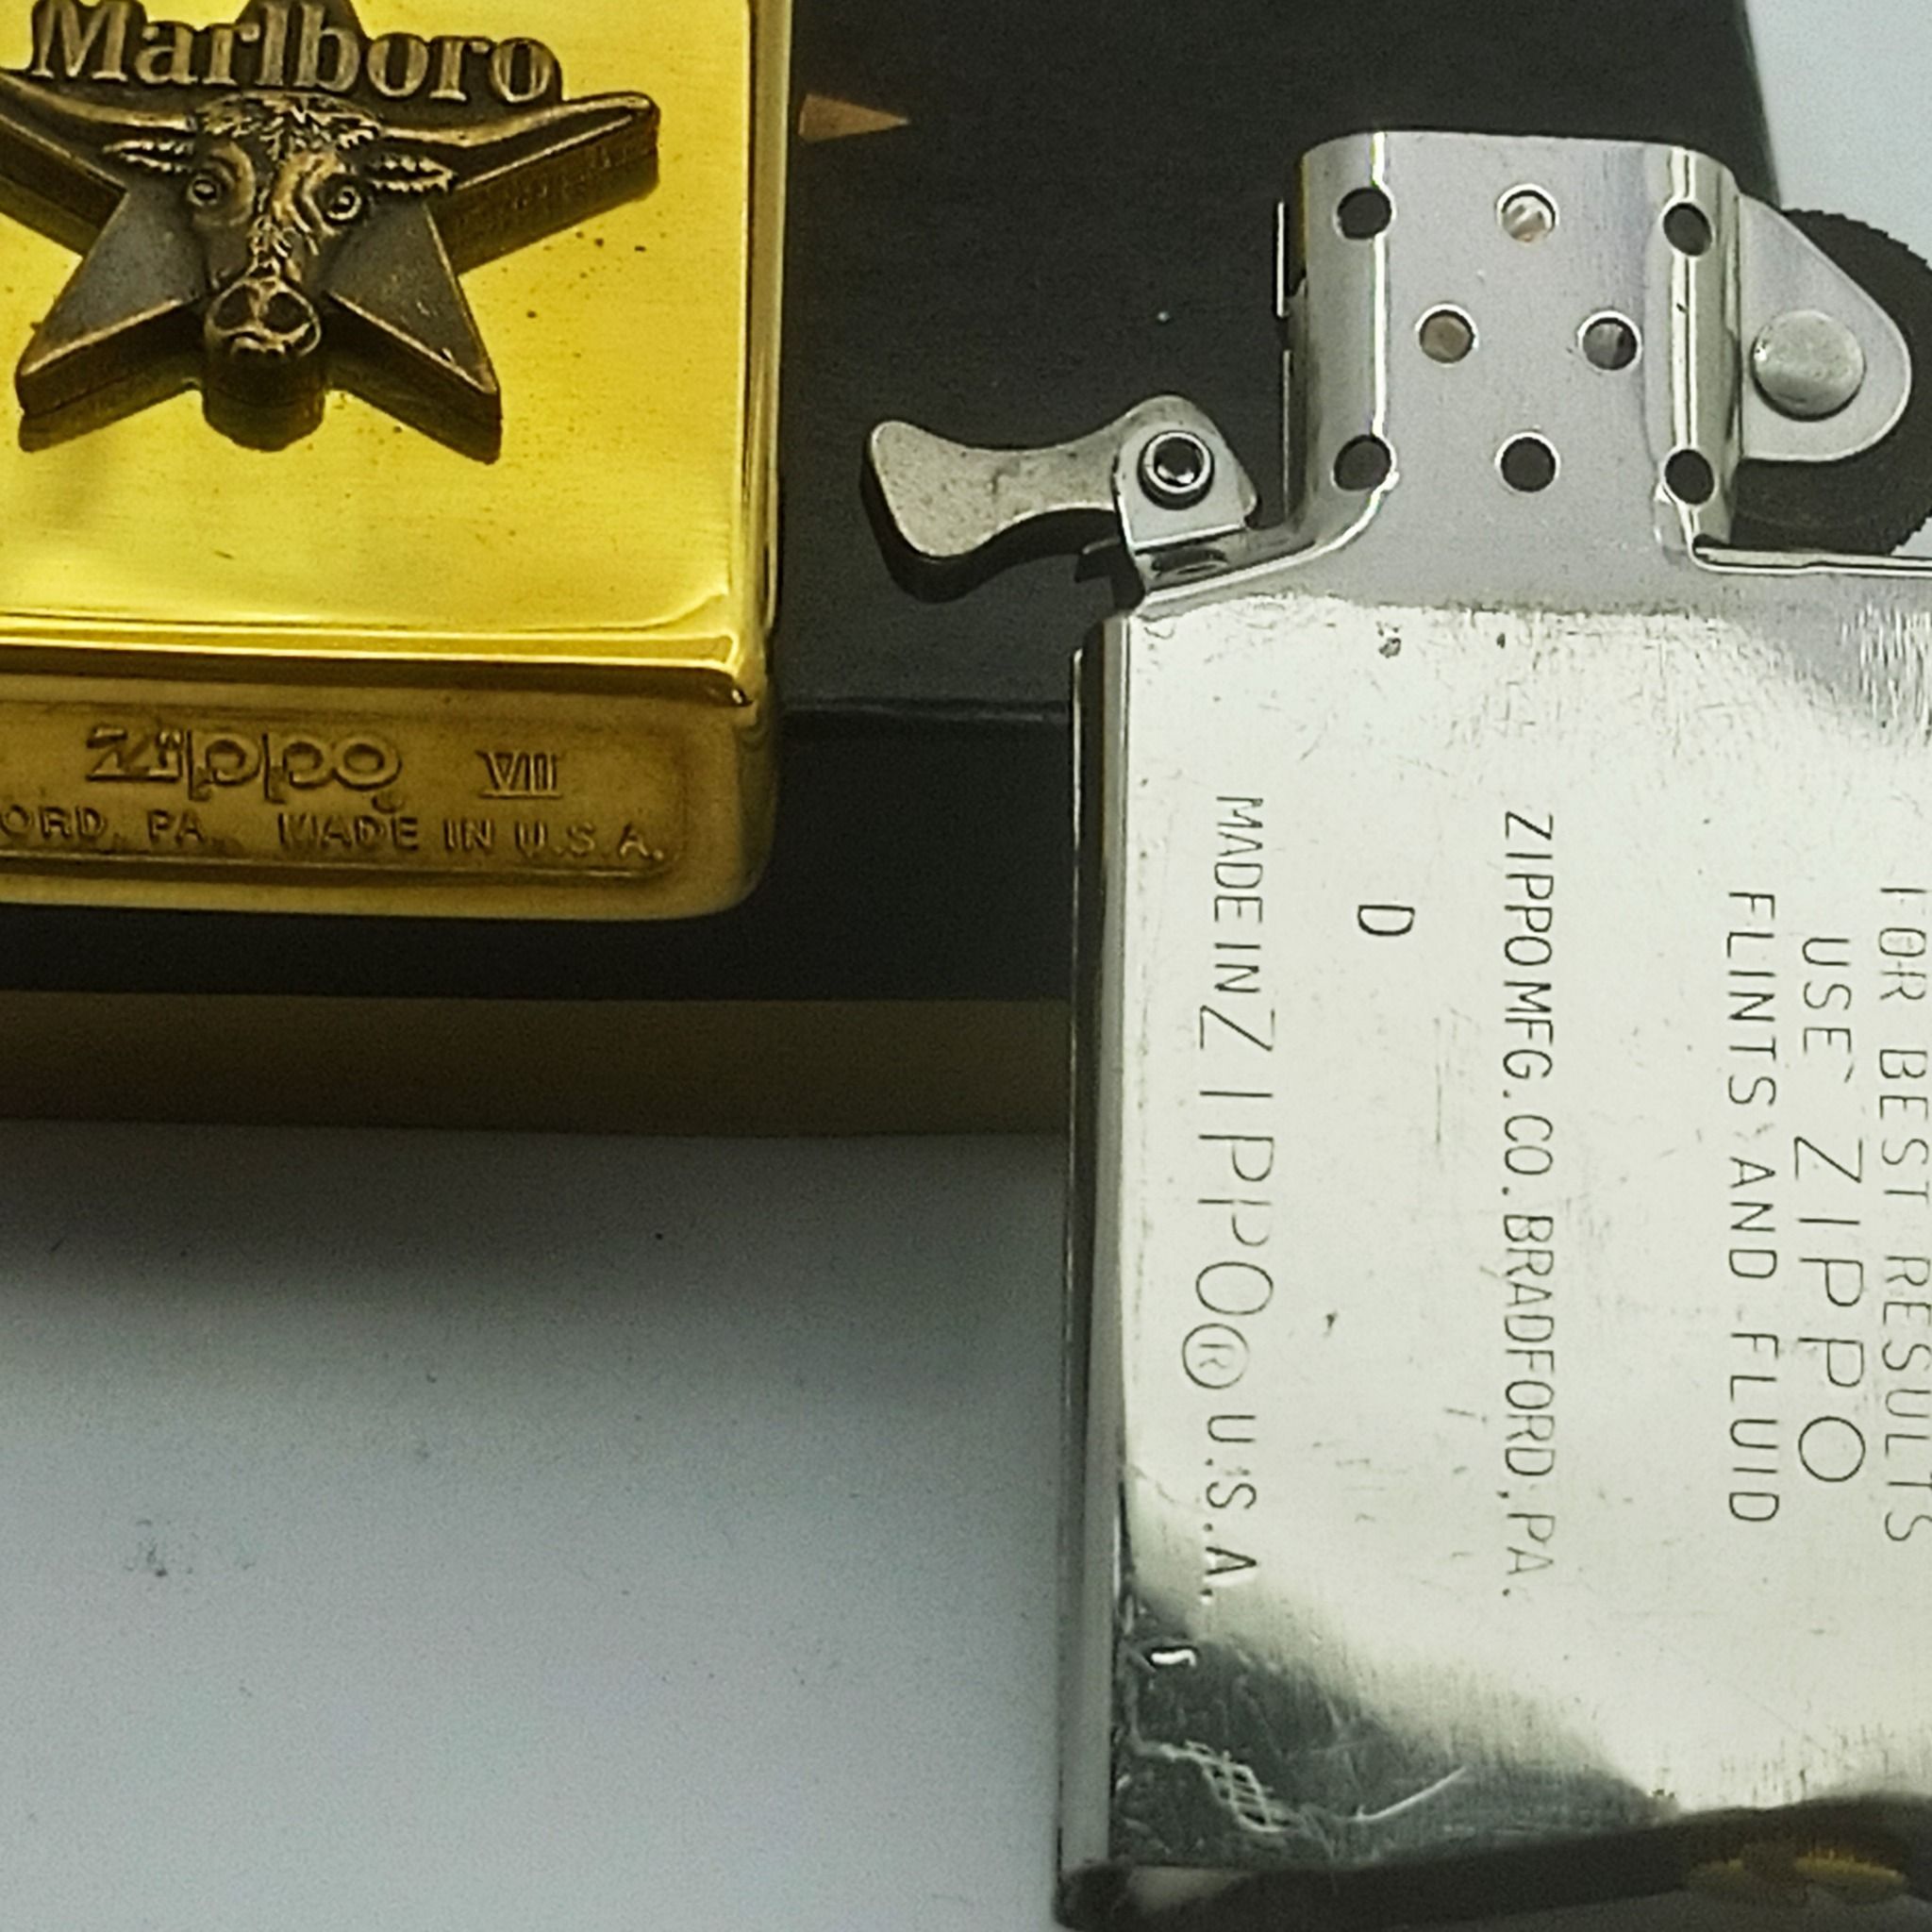 Marlboro
Zippo VII
ORD, PA. MADE IN U.S.A.
FOR BEST RESULTS
USE ZIPPO
FLINTS AND FLUID
ZIPPO MFG. CO. BRADFORD, PA.
D
MADE IN ZIPPO® U.S.A.